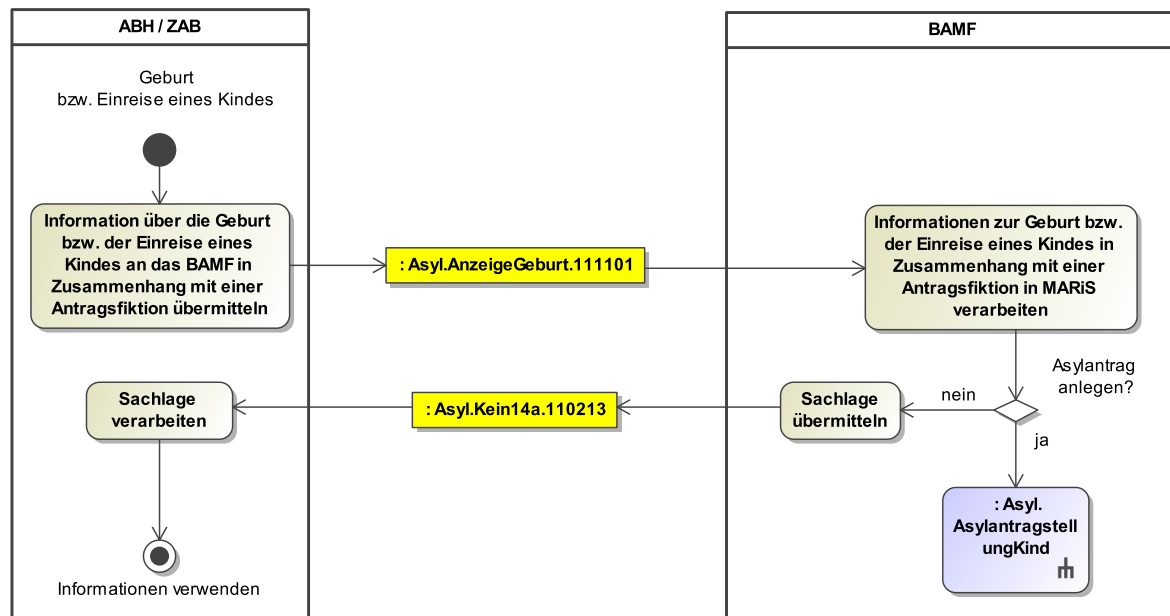 ABH / ZAB
BAMF
Geburt
bzw. Einreise eines Kindes
Information über die Geburt
bzw. der Einreise eines
Kindes an das BAMF in
Zusammenhang mit einer
Antragsfiktion übermitteln
: Asyl.AnzeigeGeburt.111101
Informationen zur Geburt bzw.
der Einreise eines Kindes in
Zusammenhang mit einer
Antragsfiktion in MARiS
verarbeiten
Asylantrag
anlegen?
nein
ja
Sachlage
übermitteln
: Asyl.Kein14a.110213
Sachlage
verarbeiten
: Asyl.
Asylantragstell
ungKind
Informationen verwenden